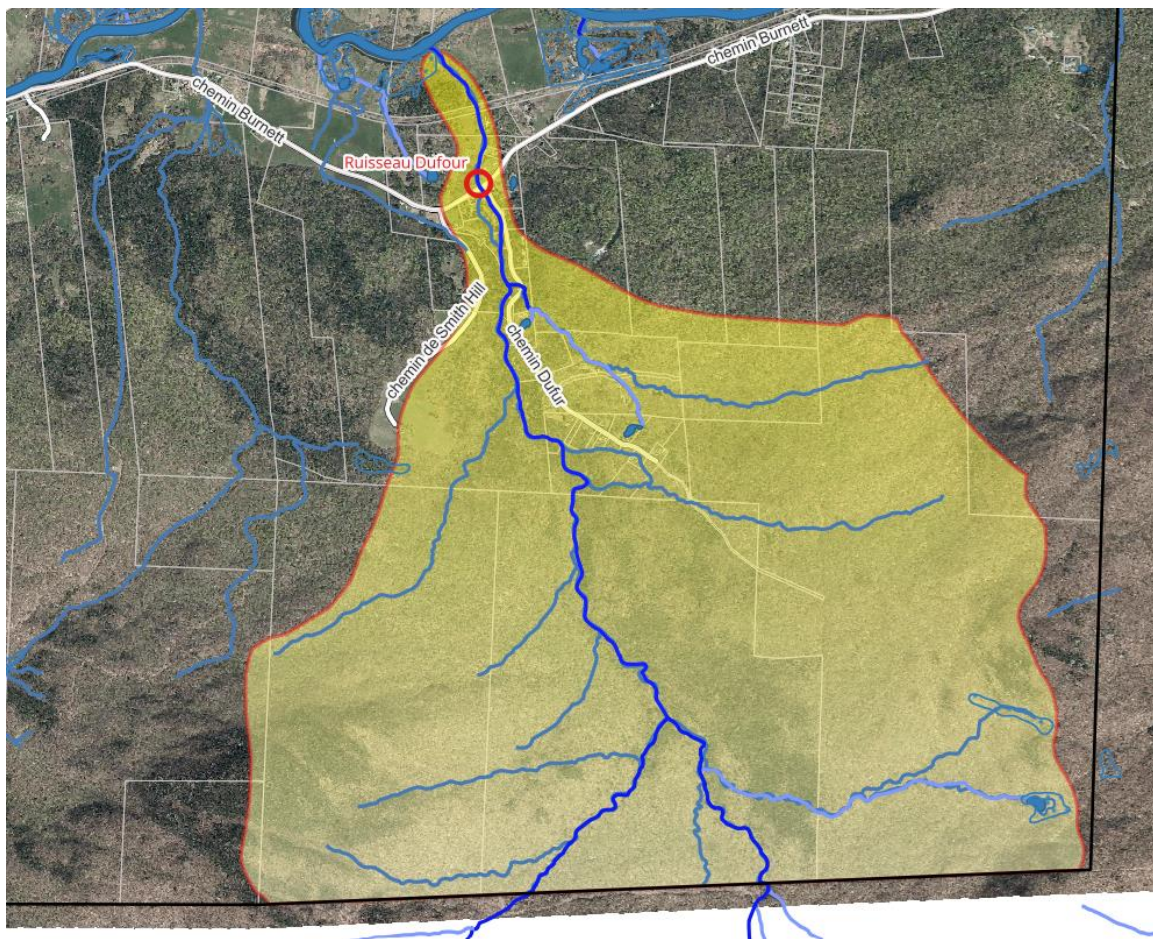 chemin Burnett
chemin Burnett
Ruisseau Dufour
chemin de Smith Hill
chemin Dufur